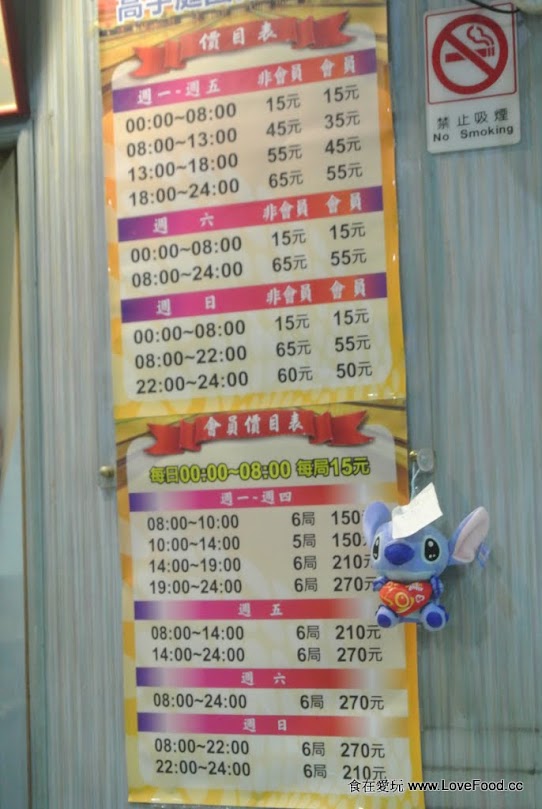 價目表
週一-週五 非會員 會員
00:00~08:00 15元 15元
08:00~13:00 45元 35元
13:00~18:00 55元 45元
18:00~24:00 65元 55元
週 六 非會員 會員
00:00~08:00 15元 15元
08:00~24:00 65元 55元
週 日 非會員 會員
00:00~08:00 15元 15元
08:00~22:00 65元 55元
22:00~24:00 60元 50元
會員價目表
每日00:00~08:00 每局15元
週一-週四
08:00~10:00 6局 150
10:00~14:00 5局 150
14:00~19:00 6局 210元
19:00~24:00 6局 270元
週 五
08:00~14:00 6局 210元
14:00~24:00 6局 270元
週 六
08:00~24:00 6局 270元
週 日
08:00~22:00 6局 270元
22:00~24:00 6局 210元
禁止吸煙
No Smoking
食在愛玩 www.LoveFood.cc